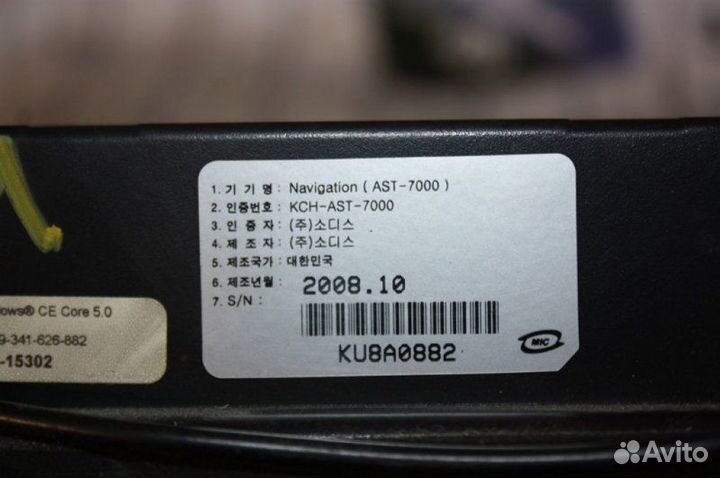 1. 기 기 명 : Navigation ( AST-7000 )
2. 인증번호 : KCH-AST-7000
3. 인 증 자 : (주)소디스
4. 제 조 자 : (주)소디스
5. 제조국가 : 대한민국
6. 제조년월 : 2008.10
7. S/N :
KU8A0882
MIC
ows® CE Core 5.0
9-341-626-882
-15302
Avito